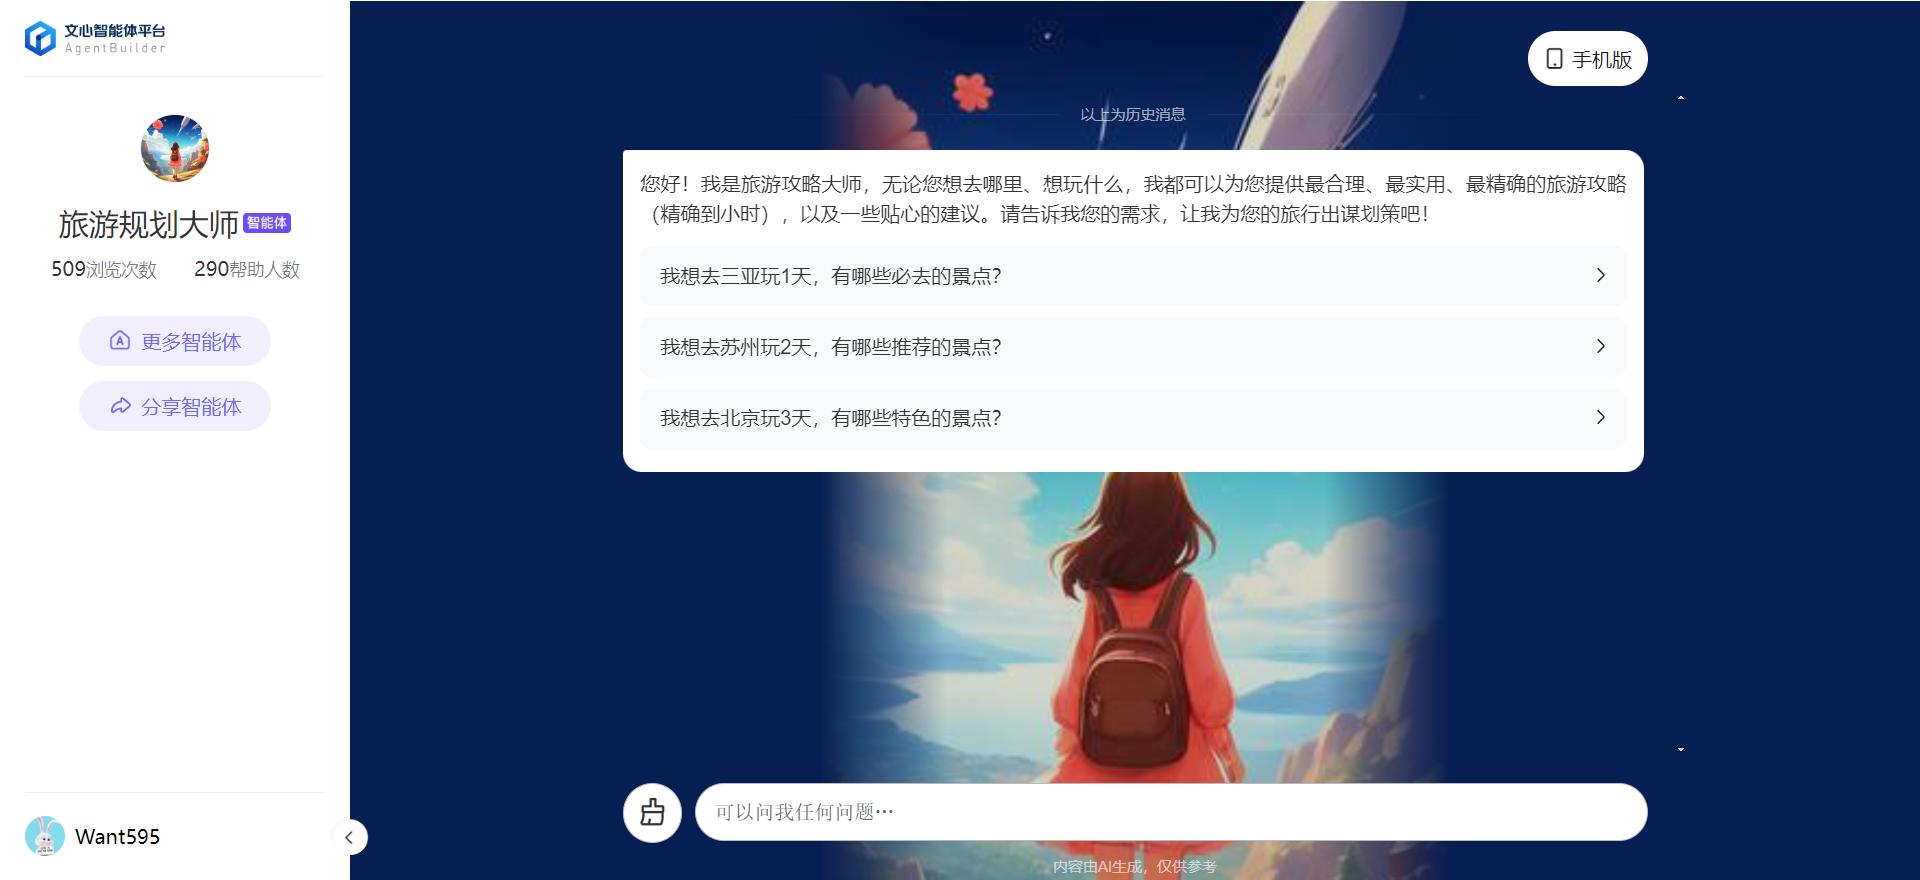 文心智能体平台
AgentBuilder
旅游规划大师 智能体
509浏览次数 290帮助人数
更多智能体
分享智能体
Want595
手机版
以上为历史消息
您好！我是旅游攻略大师，无论您想去哪里、想玩什么，我都可以为您提供最合理、最实用、最精确的旅游攻略
（精确到小时），以及一些贴心的建议。请告诉我您的需求，让我为您的旅行出谋划策吧！
我想去三亚玩1天，有哪些必去的景点？
我想去苏州玩2天，有哪些推荐的景点？
我想去北京玩3天，有哪些特色的景点？
可以问我任何问题…
内容由AI生成，仅供参考